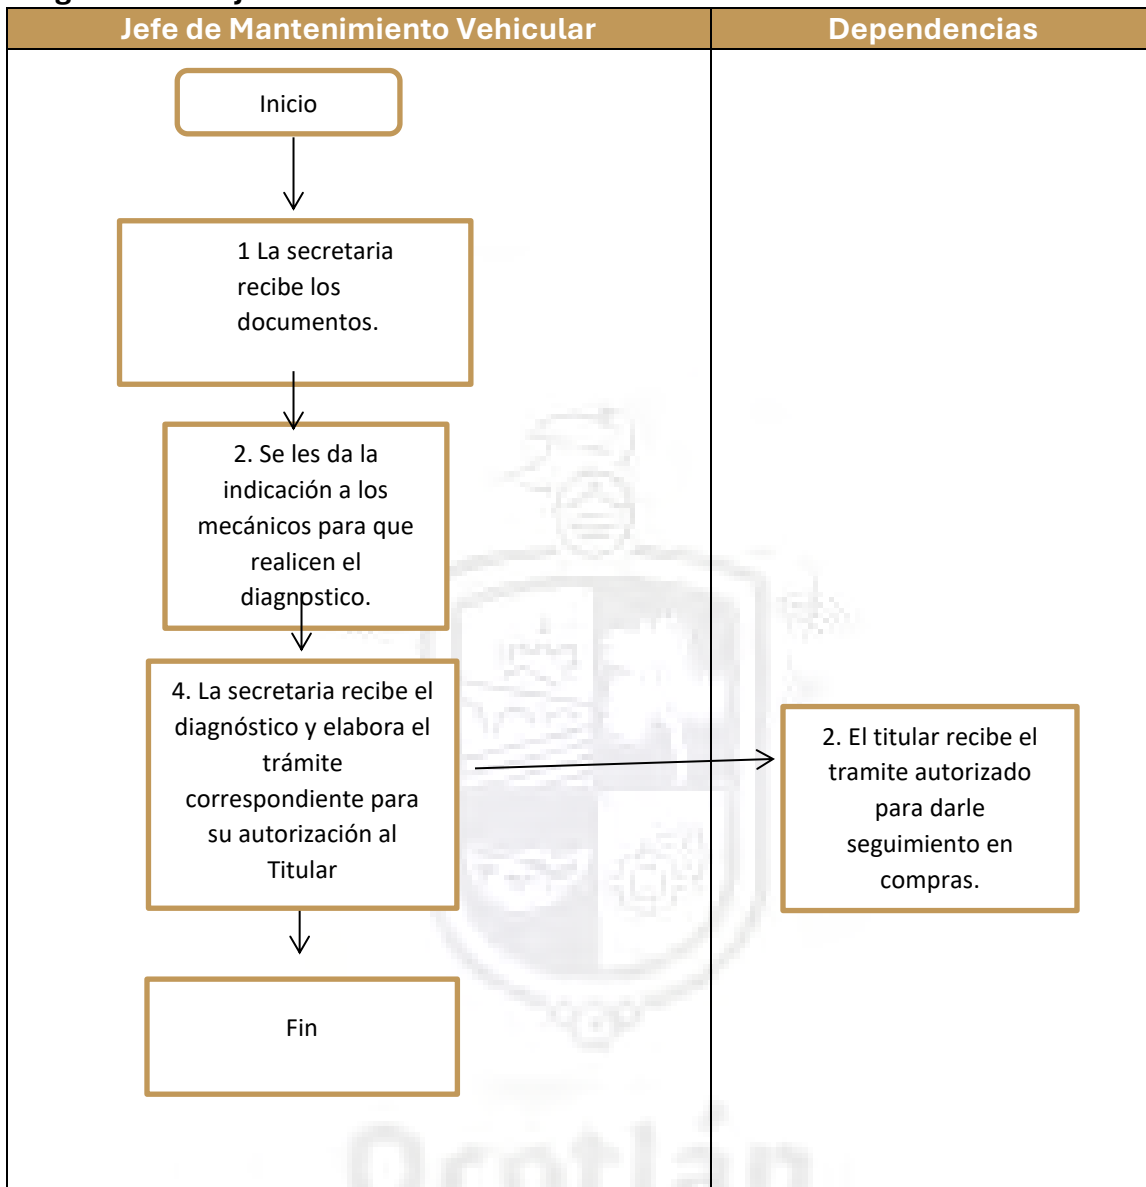 Jefe de Mantenimiento Vehicular
Dependencias
Inicio
1 La secretaria
recibe los
documentos.
2. Se les da la
indicación a los
mecánicos para que
realicen el
diagnostico.
4. La secretaria recibe el
diagnóstico y elabora el
trámite
correspondiente para
su autorización al
Titular
2. El titular recibe el
tramite autorizado
para darle
seguimiento en
compras.
Fin
Ocotlán